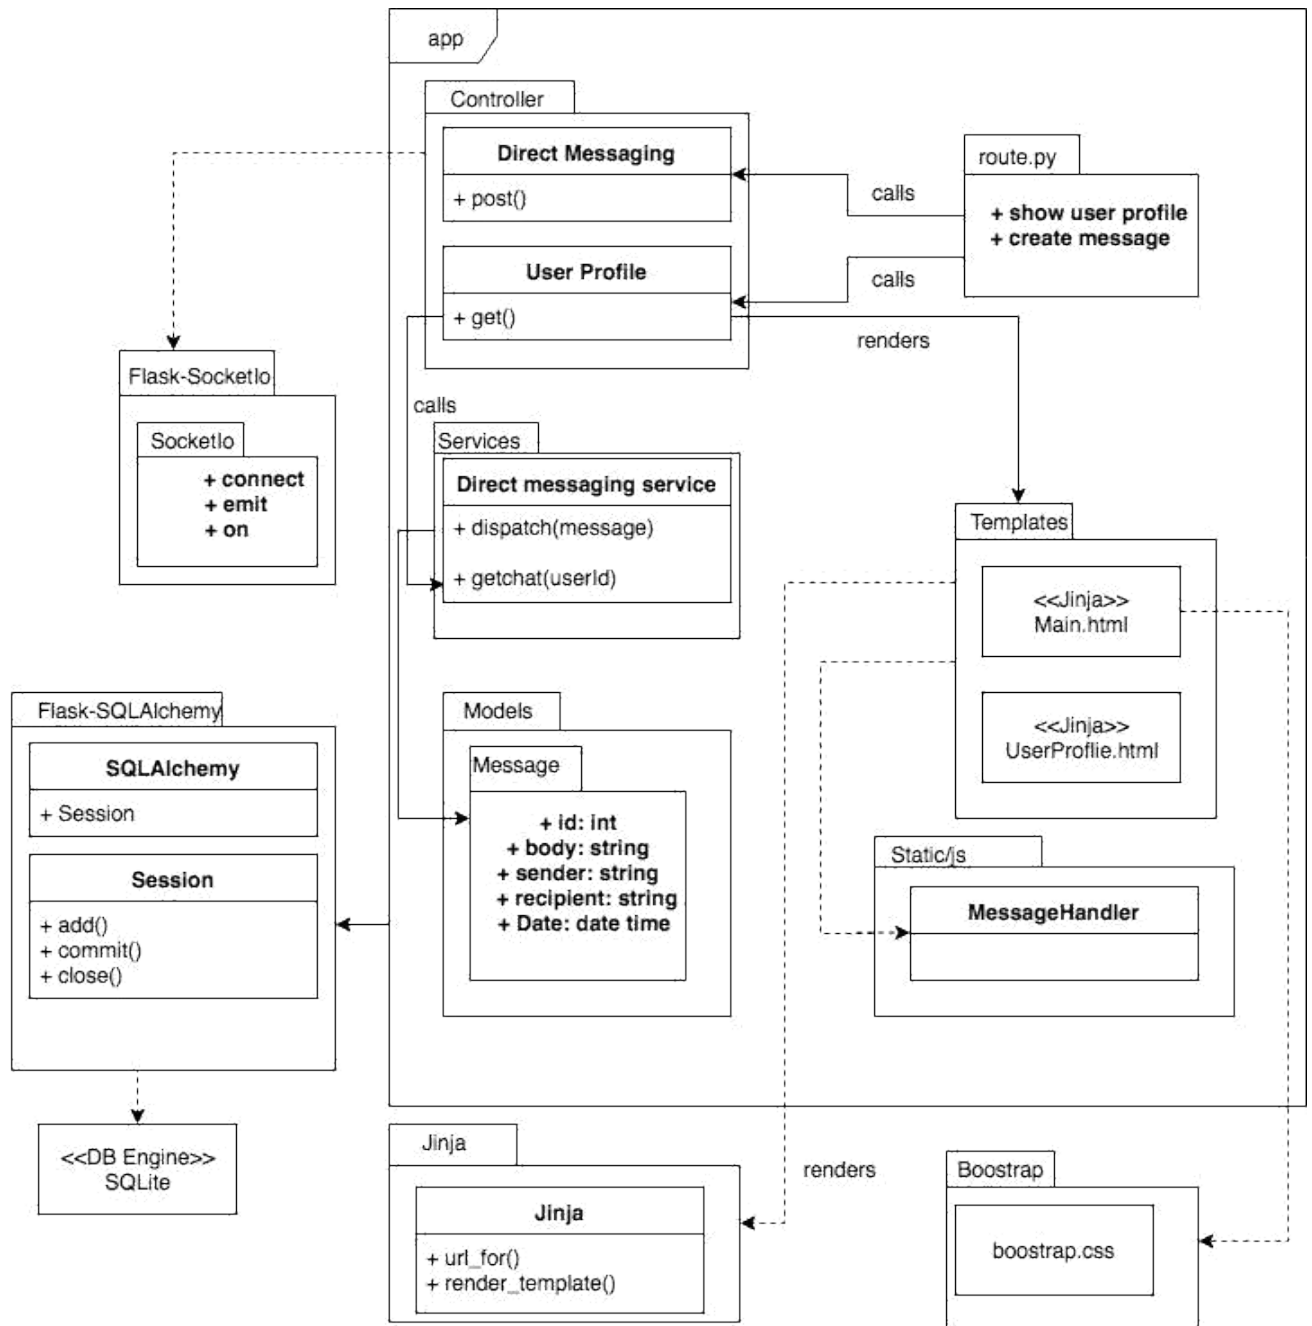 app
Controller
Direct Messaging
+ post()
User Profile
+ get()
route.py
+ show user profile
+ create message
calls
calls
renders
Flask-SocketIo
SocketIo
+ connect
+ emit
+ on
calls
Services
Direct messaging service
+ dispatch(message)
+ getchat(userId)
Templates
<<Jinja>>
Main.html
<<Jinja>>
UserProflie.html
Flask-SQLAlchemy
SQLAlchemy
+ Session
Session
+ add()
+ commit()
+ close()
Models
Message
+ id: int
+ body: string
+ sender: string
+ recipient: string
+ Date: date time
Static/js
MessageHandler
<<DB Engine>>
SQLite
Jinja
Jinja
+ url_for()
+ render_template()
renders
Boostrap
boostrap.css